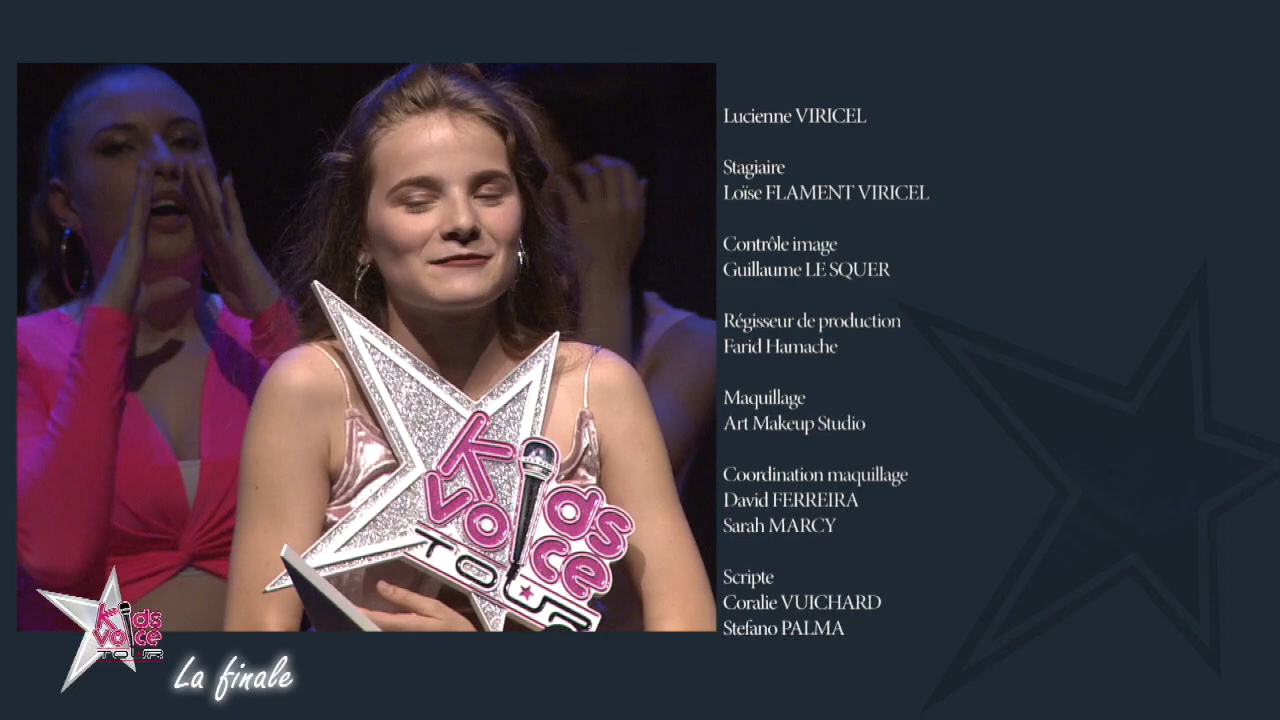 Lucienne VIRICEL
Stagiaire
Loïse FLAMENT VIRICEL
Contrôle image
Guillaume LE SQUER
Régisseur de production
Farid Hamache
Maquillage
Art Makeup Studio
Coordination maquillage
David FERREIRA
Sarah MARCY
Scripte
Coralie VUICHARD
Stefano PALMA
Kids
Voice
TOUR
Kids
voice
TOUR
La finale